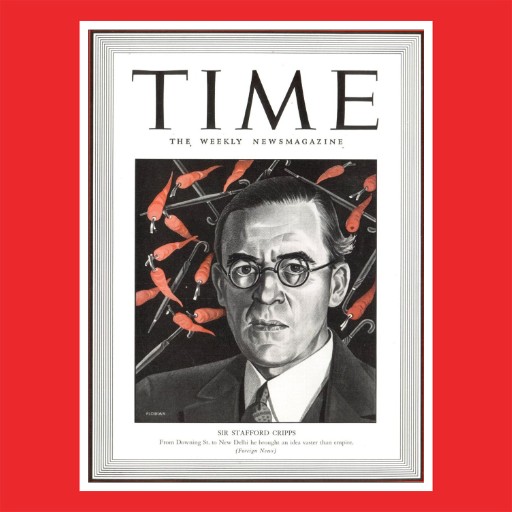 TIME
THE WEEKLY NEWSMAGAZINE
SIR STAFFORD CRIPPS
From Downing St. to New Delhi he brought an idea vaster than empire.
(Foreign News)